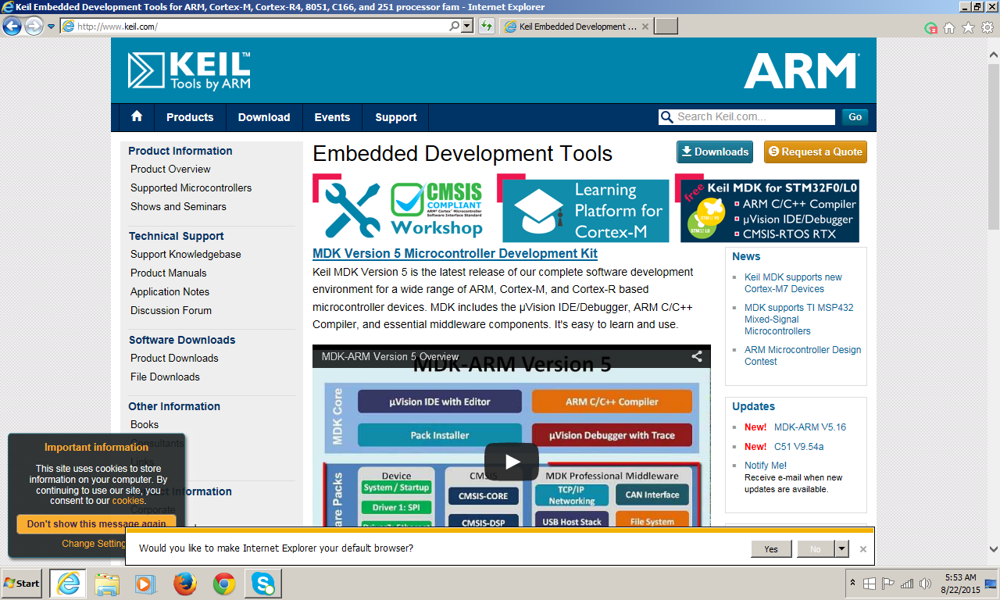 Keil Embedded Development Tools for ARM, Cortex-M, Cortex-R4, 8051, C166, and 251 processor fam - Internet Explorer
http://www.keil.com/
Keil Embedded Development ...
KEIL™
Tools by ARM
ARM
Products
Download
Events
Support
Search Keil.com...
Go
Product Information
Product Overview
Supported Microcontrollers
Shows and Seminars
Technical Support
Support Knowledgebase
Product Manuals
Application Notes
Discussion Forum
Software Downloads
Product Downloads
File Downloads
Other Information
Books
Consultants
Links
Information
Corporate
Embedded Development Tools
Downloads
Request a Quote
CMSIS
COMPLIANT
ARM® Cortex™ Microcontroller
Software Interface Standard
Workshop
Learning
Platform for
Cortex-M
free Keil MDK for STM32F0/L0
ARM C/C++ Compiler
µVision IDE/Debugger
CMSIS-RTOS RTX
STM32 F0
STM32 L0
MDK Version 5 Microcontroller Development Kit
Keil MDK Version 5 is the latest release of our complete software development
environment for a wide range of ARM, Cortex-M, and Cortex-R based
microcontroller devices. MDK includes the µVision IDE/Debugger, ARM C/C++
Compiler, and essential middleware components. It's easy to learn and use.
MDK-ARM Version 5 Overview
MDK-ARM Version 5
MDK Core
µVision IDE with Editor
ARM C/C++ Compiler
Pack Installer
µVision Debugger with Trace
Packs
Device
System / Startup
Driver 1: SPI
CMSIS
CMSIS-CORE
CMSIS-DSP
MDK Professional Middleware
TCP/IP
Networking
CAN Interface
USB Host Stack
File System
News
Keil MDK supports new
Cortex-M7 Devices
MDK supports TI MSP432
Mixed-Signal
Microcontrollers
ARM Microcontroller Design
Contest
Updates
New! MDK-ARM V5.16
New! C51 V9.54a
Notify Me!
Receive e-mail when new
updates are available.
Important information
This site uses cookies to store
information on your computer. By
continuing to use our site, you
consent to our cookies.
Don't show this message again
Change Setting
Would you like to make Internet Explorer your default browser?
Yes
No
Start
5:53 AM
8/22/2015